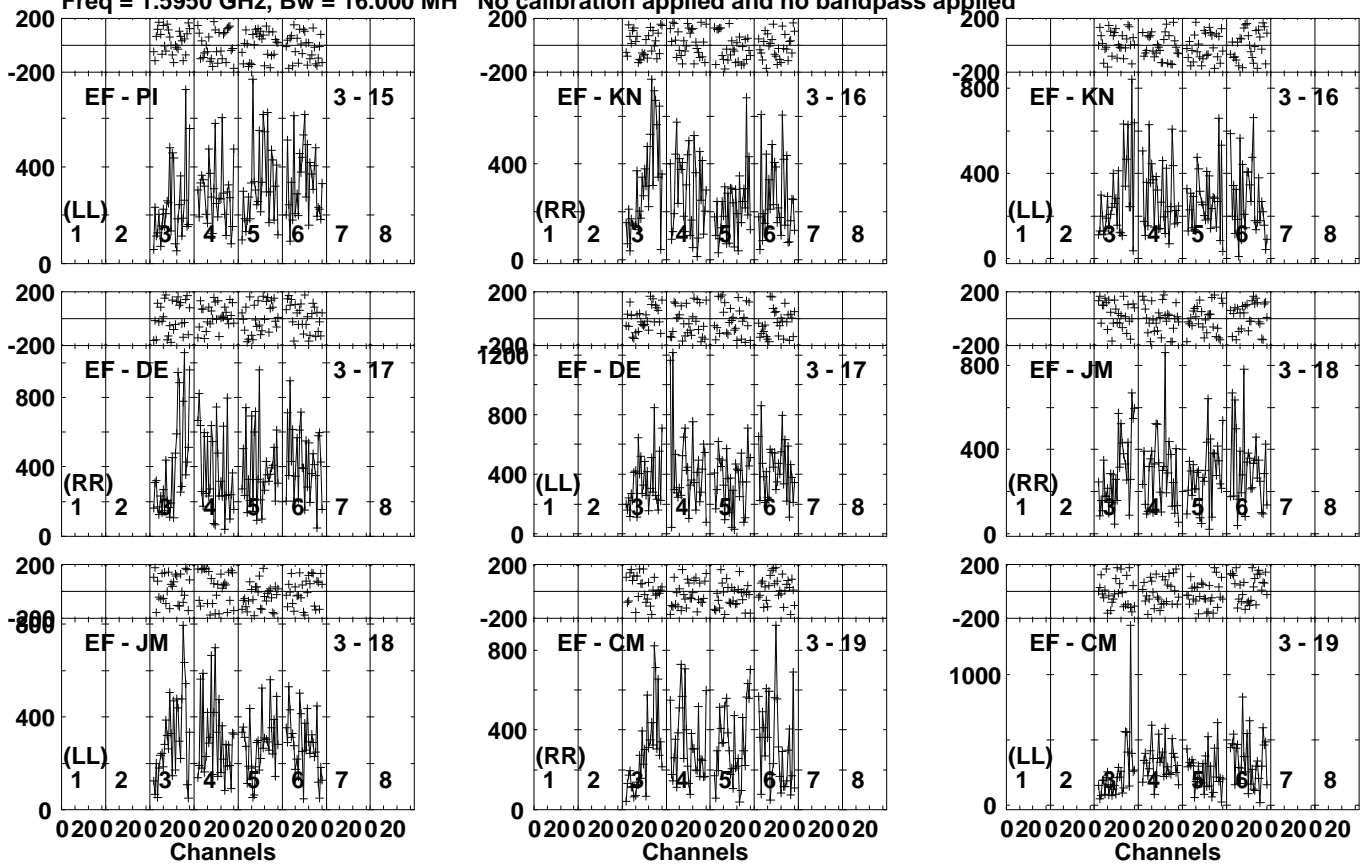 Freq = 1.5950 GHz, Bw = 16.000 MH No calibration applied and no bandpass applied
200 200 200
-200 -200 -200
EF - PI 3 - 15 EF - KN 3 - 16 800 EF - KN 3 - 16
400 400 400
(LL) (RR) (LL)
1 2 3 4 5 6 7 8 1 2 3 4 5 6 7 8 1 2 3 4 5 6 7 8
0 0 0
200 200 200
-200 -200 -200
EF - DE 3 - 17 1200 EF - DE 3 - 17 800 EF - JM 3 - 18
800 800
400 400 400
(RR) (LL) (RR)
1 2 3 4 5 6 7 8 1 2 3 4 5 6 7 8 1 2 3 4 5 6 7 8
0 0 0
200 200 200
-200 -200 -200
800 EF - JM 3 - 18 800 EF - CM 3 - 19 EF - CM 3 - 19
400 400 1000
(LL) (RR) (LL)
1 2 3 4 5 6 7 8 1 2 3 4 5 6 7 8 1 2 3 4 5 6 7 8
0 0 0
0 20 0 20 0 20 0 20 0 20 0 20 0 20 0 20 0 20 0 20 0 20 0 20 0 20 0 20 0 20 0 20 0 20 0 20 0 20 0 20 0 20 0 20 0 20 0 20
Channels Channels Channels